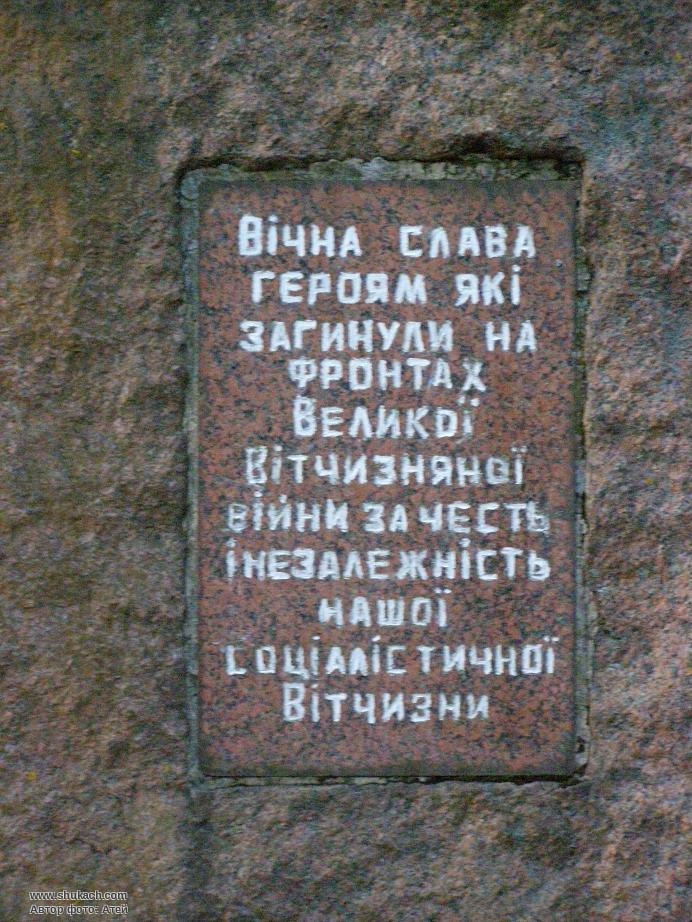 Вічна слава
героям які
загинули на
фронтах
Великої
Вітчизняної
війни за честь
і незалежність
нашої
соціалістичної
Вітчизни
www.shukach.com
Автор фото: Атей